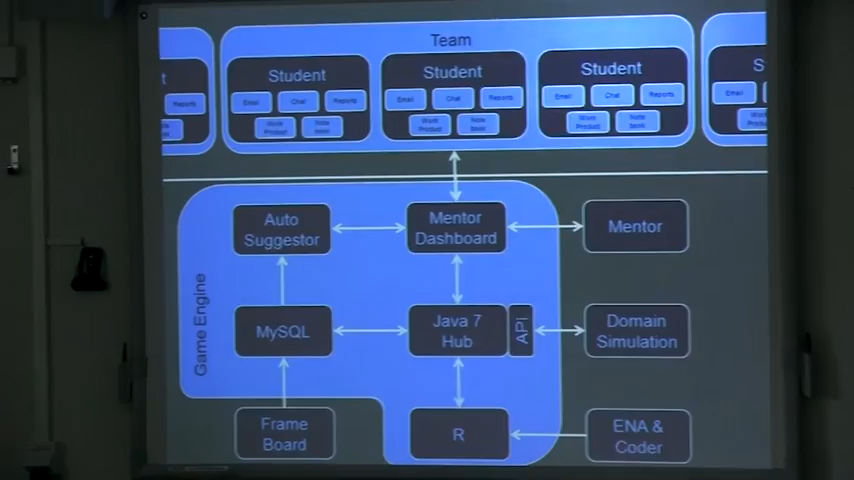 Team
t
Reports
Student
Email Chat Reports
Work
Product
Note
book
Student
Email Chat Reports
Work
Product
Note
book
Student
Email Chat Reports
Work
Product
Note
book
S
Email
Work
Product
Auto
Suggestor
Mentor
Dashboard
Mentor
Game Engine
MySQL
Java 7
Hub
API
Domain
Simulation
Frame
Board
R
ENA &
Coder